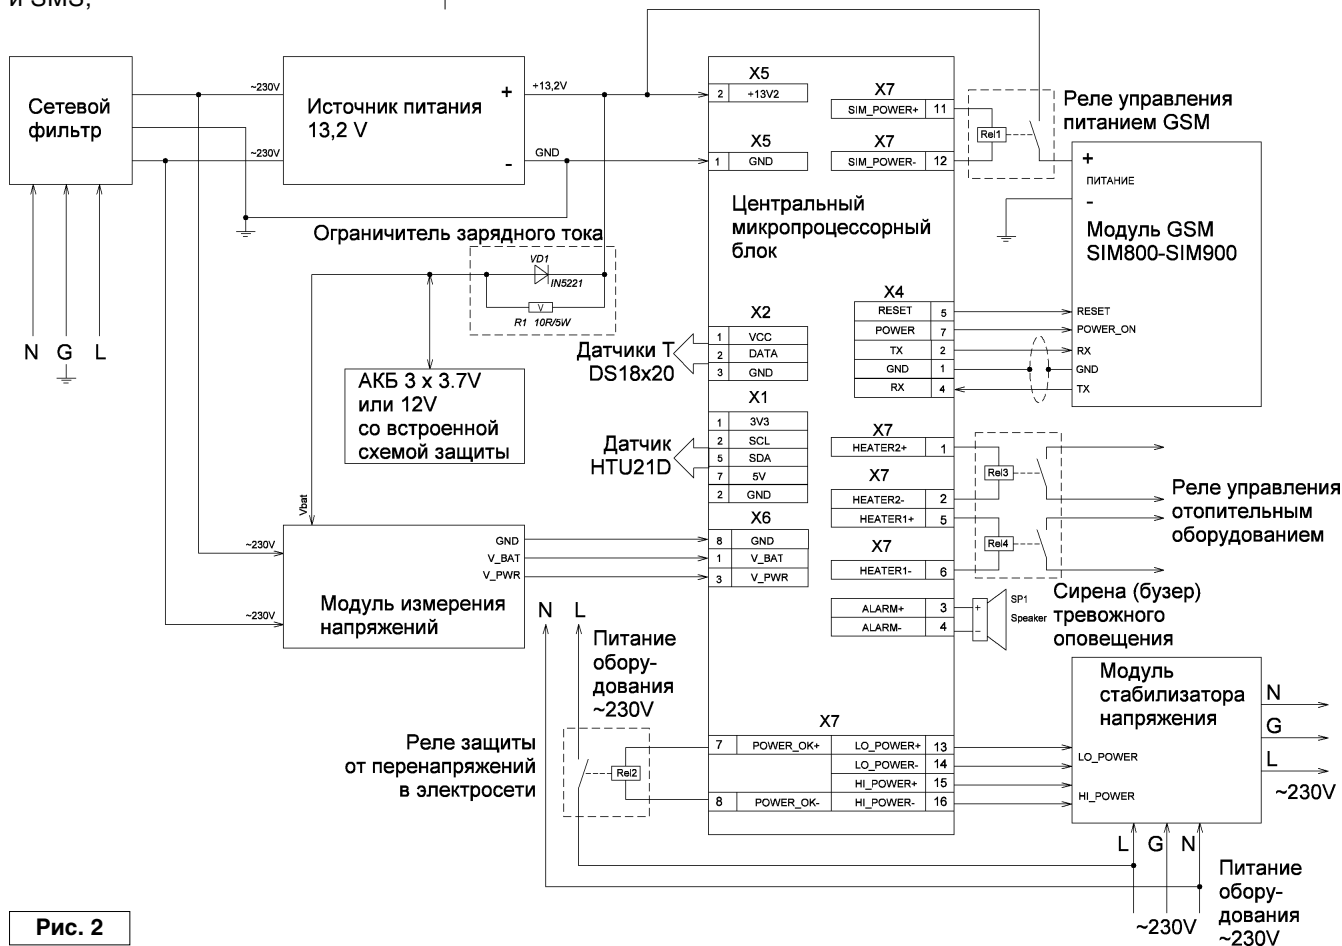 и SMS;
Сетевой
фильтр
~230V
~230V
Источник питания
13,2 V
+
-
+13,2V
GND
X5
2 +13V2
X5
1 GND
X7
SIM_POWER+ 11
X7
SIM_POWER- 12
Rel1
Реле управления
питанием GSM
+
ПИТАНИЕ
-
Модуль GSM
SIM800-SIM900
Центральный
микропроцессорный
блок
Ограничитель зарядного тока
VD1
IN5221
V
R1 10R/5W
N G L
АКБ 3 x 3.7V
или 12V
со встроенной
схемой защиты
Датчики Т
DS18x20
X2
1 VCC
2 DATA
3 GND
Датчик
HTU21D
X1
1 3V3
2 SCL
5 SDA
7 5V
2 GND
X4
RESET 5
POWER 7
TX 2
GND 1
RX 4
RESET
POWER_ON
RX
GND
TX
X7
HEATER2+ 1
X7
HEATER2- 2
HEATER1+ 5
X7
HEATER1- 6
Rel3
Rel4
Реле управления
отопительным
оборудованием
Vbat
~230V
~230V
GND
V_BAT
V_PWR
Модуль измерения
напряжений
X6
8 GND
1 V_BAT
3 V_PWR
ALARM+ 3
ALARM- 4
+
-
SP1
Speaker
Сирена (бузер)
тревожного
оповещения
N L
Питание
обору-
дования
~230V
Реле защиты
от перенапряжений
в электросети
Rel2
X7
7 POWER_OK+ LO_POWER+ 13
LO_POWER- 14
HI_POWER+ 15
8 POWER_OK- HI_POWER- 16
Модуль
стабилизатора
напряжения
LO_POWER
HI_POWER
N
G
L
~230V
L G N
~230V
Питание
обору-
дования
~230V
Рис. 2